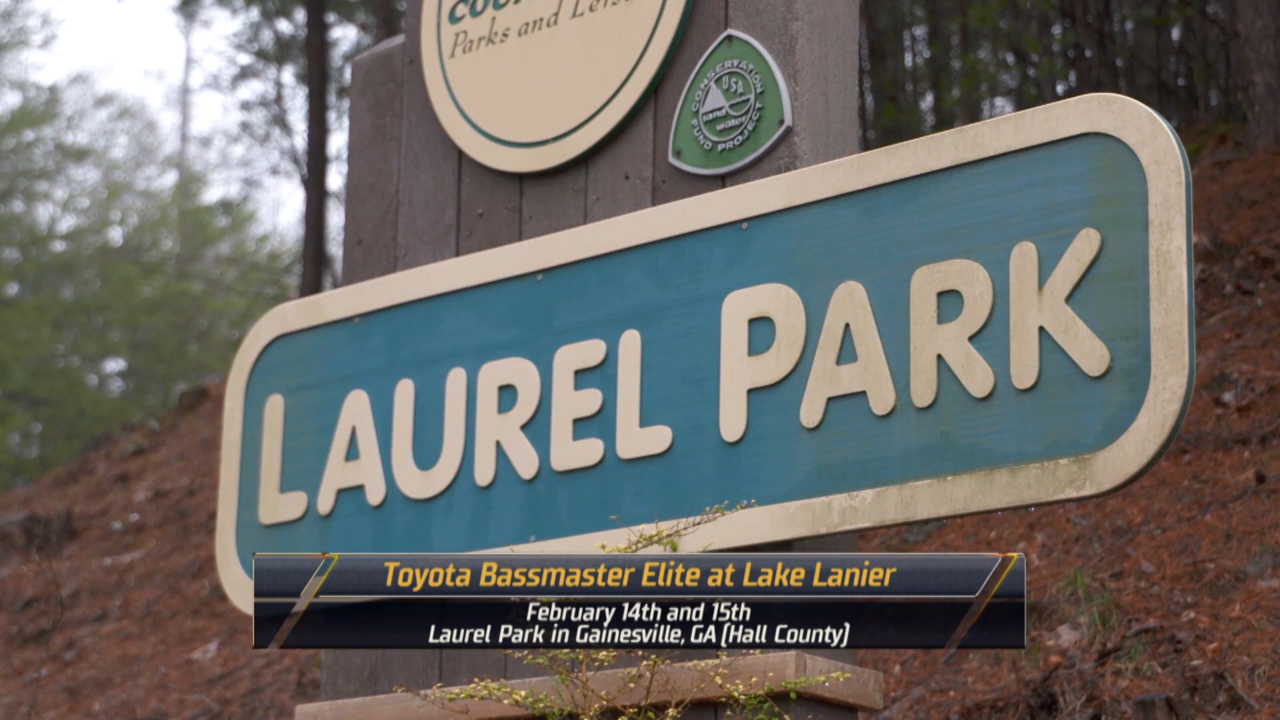 Parks and
CONSERVATION
USA
land
water
FUND PROJECT
LAUREL PARK
Toyota Bassmaster Elite at Lake Lanier
February 14th and 15th
Laurel Park in Gainesville, GA (Hall County)